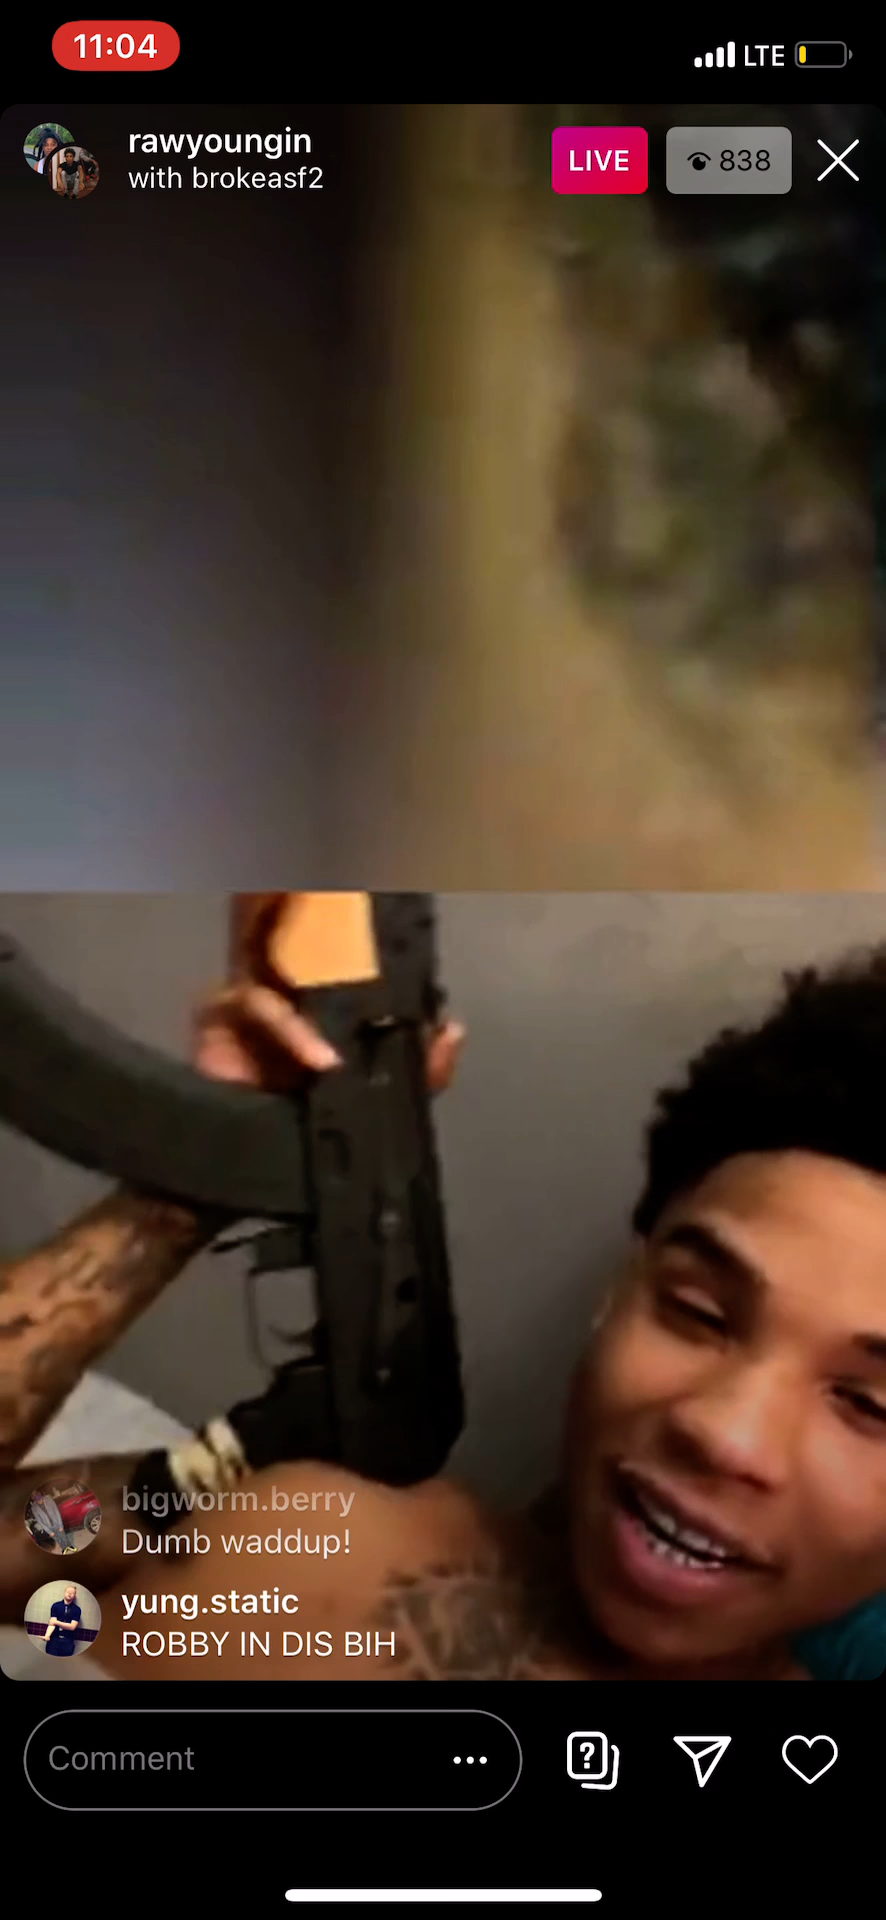 11:04
LTE
rawyoungin
with brokeasf2
LIVE
838
bigworm.berry
Dumb waddup!
yung.static
ROBBY IN DIS BIH
Comment